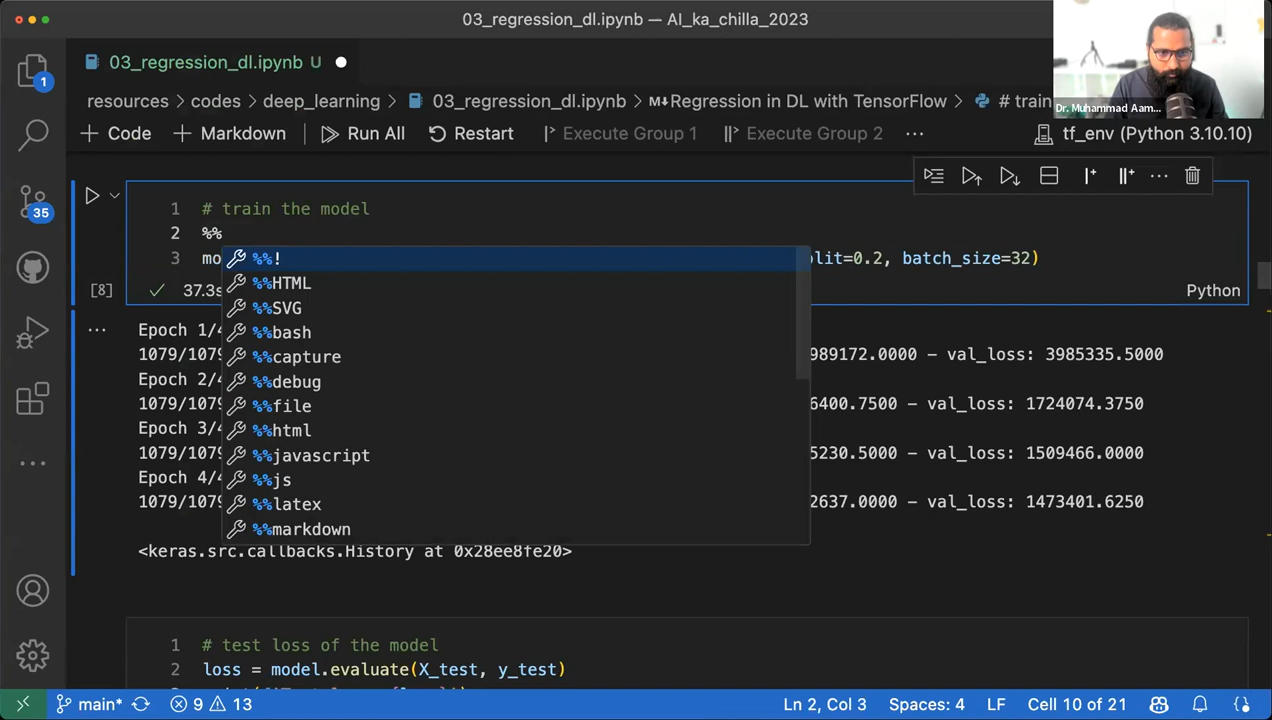 03_regression_dl.ipynb — AI_ka_chilla_2023
03_regression_dl.ipynb U
resources > codes > deep_learning > 03_regression_dl.ipynb > M↓Regression in DL with TensorFlow > # train
Dr. Muhammad Aam...
+ Code + Markdown Run All Restart Execute Group 1 Execute Group 2 ...
tf_env (Python 3.10.10)
1 # train the model
2 %%
3 mo lit=0.2, batch_size=32)
[8] 37.3s Python
%%!
%%HTML
%%SVG
%%bash
%%capture
%%debug
%%file
%%html
%%javascript
%%js
%%latex
%%markdown
Epoch 1/4
1079/1079 989172.0000 - val_loss: 3985335.5000
Epoch 2/4
1079/1079 6400.7500 - val_loss: 1724074.3750
Epoch 3/4
1079/1079 5230.5000 - val_loss: 1509466.0000
Epoch 4/4
1079/1079 2637.0000 - val_loss: 1473401.6250
<keras.src.callbacks.History at 0x28ee8fe20>
1 # test loss of the model
2 loss = model.evaluate(X_test, y_test)
1
35
main* 9 13
Ln 2, Col 3 Spaces: 4 LF Cell 10 of 21